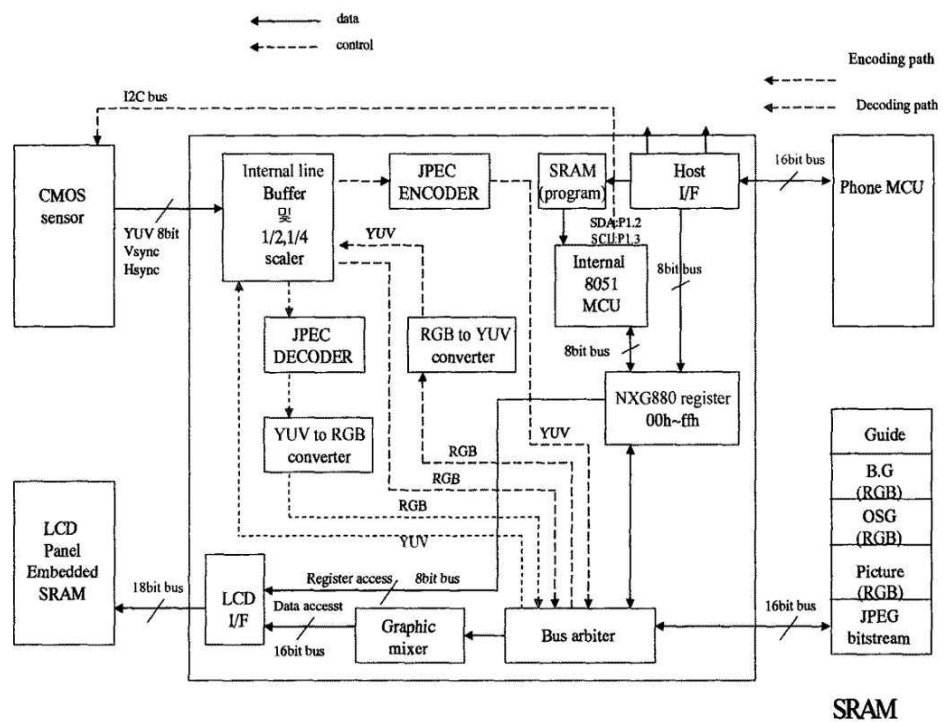 data
control
Encoding path
Decoding path
I2C bus
CMOS
sensor
YUV 8bit
Vsync
Hsync
Internal line
Buffer
및
1/2,1/4
scaler
JPEC
ENCODER
SRAM
(program)
Host
I/F
16bit bus
Phone MCU
SDA:P1.2
SCU:P1.3
YUV
Internal
8051
MCU
8bit bus
JPEC
DECODER
RGB to YUV
converter
8bit bus
NXG880 register
00h~ffh
YUV to RGB
converter
YUV
RGB
RGB
RGB
YUV
Guide
B.G
(RGB)
OSG
(RGB)
Picture
(RGB)
JPEG
bitstream
LCD
Panel
Embedded
SRAM
18bit bus
LCD
I/F
Register access
8bit bus
Data accesst
16bit bus
Graphic
mixer
Bus arbiter
16bit bus
SRAM